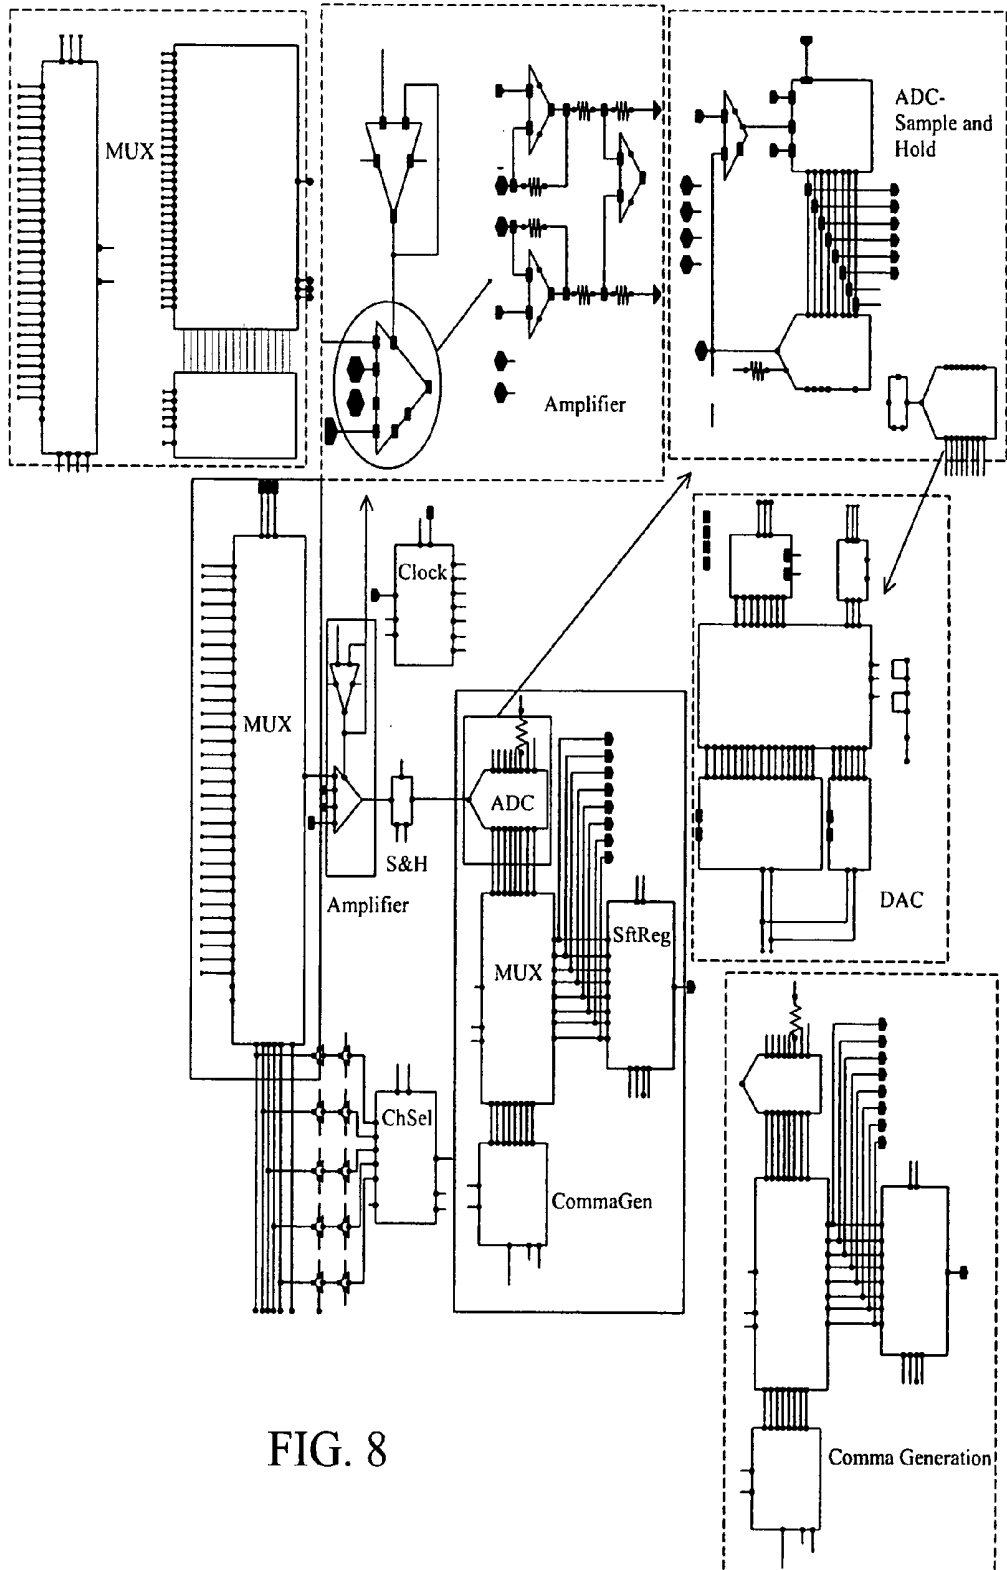 MUX
Amplifier
ADC-
Sample and
Hold
Clock
MUX
ADC
S&H
Amplifier
MUX
SftReg
DAC
ChSel
CommaGen
Comma Generation
FIG. 8